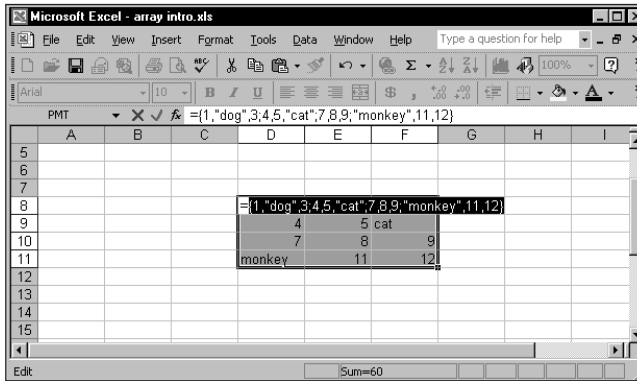 Microsoft Excel - array intro.xls
File Edit View Insert Format Tools Data Window Help Type a question for help
Arial 10 B I U $ , 100%
PMT ={1,"dog",3;4,5,"cat";7,8,9;"monkey",11,12}
A B C D E F G H I
5
6
7
8 ={1,"dog",3;4,5,"cat";7,8,9;"monkey",11,12}
9 4 5 cat
10 7 8 9
11 monkey 11 12
12
13
14
15
Edit Sum=60